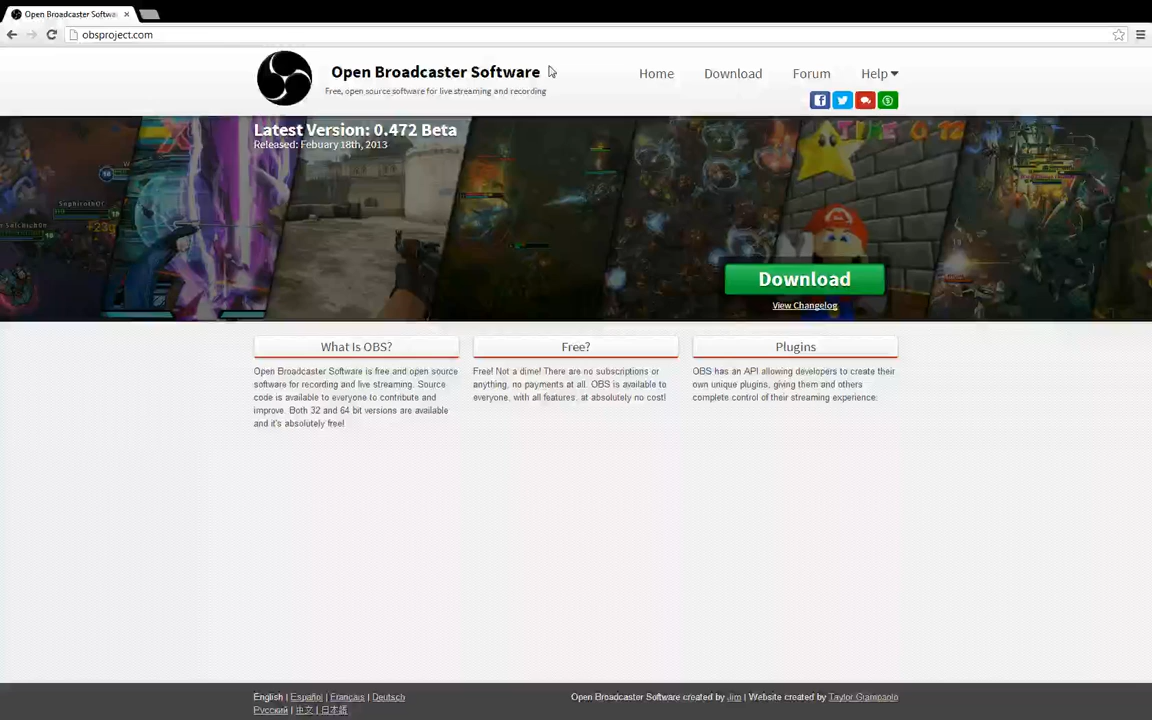 Open Broadcaster Softwa
obsproject.com
Open Broadcaster Software
Free, open source software for live streaming and recording
Home Download Forum Help
Latest Version: 0.472 Beta
Released: Febuary 18th, 2013
Download
View Changelog
What Is OBS?
Open Broadcaster Software is free and open source
software for recording and live streaming. Source
code is available to everyone to contribute and
improve. Both 32 and 64 bit versions are available
and it's absolutely free!
Free?
Free! Not a dime! There are no subscriptions or
anything, no payments at all. OBS is available to
everyone, with all features, at absolutely no cost!
Plugins
OBS has an API allowing developers to create their
own unique plugins, giving them and others
complete control of their streaming experience.
English | Español | Français | Deutsch
Русский | 中文 | 日本語
Open Broadcaster Software created by Jim | Website created by Taylor Giampaolo